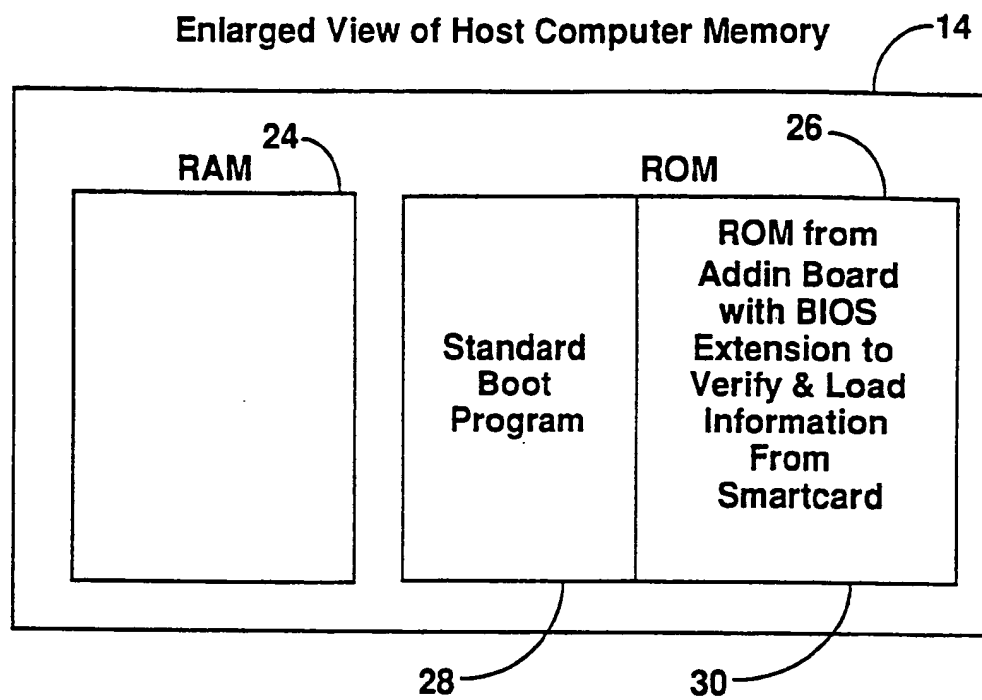 Enlarged View of Host Computer Memory
14
24
26
RAM
ROM
Standard
Boot
Program
ROM from
Addin Board
with BIOS
Extension to
Verify & Load
Information
From
Smartcard
28
30